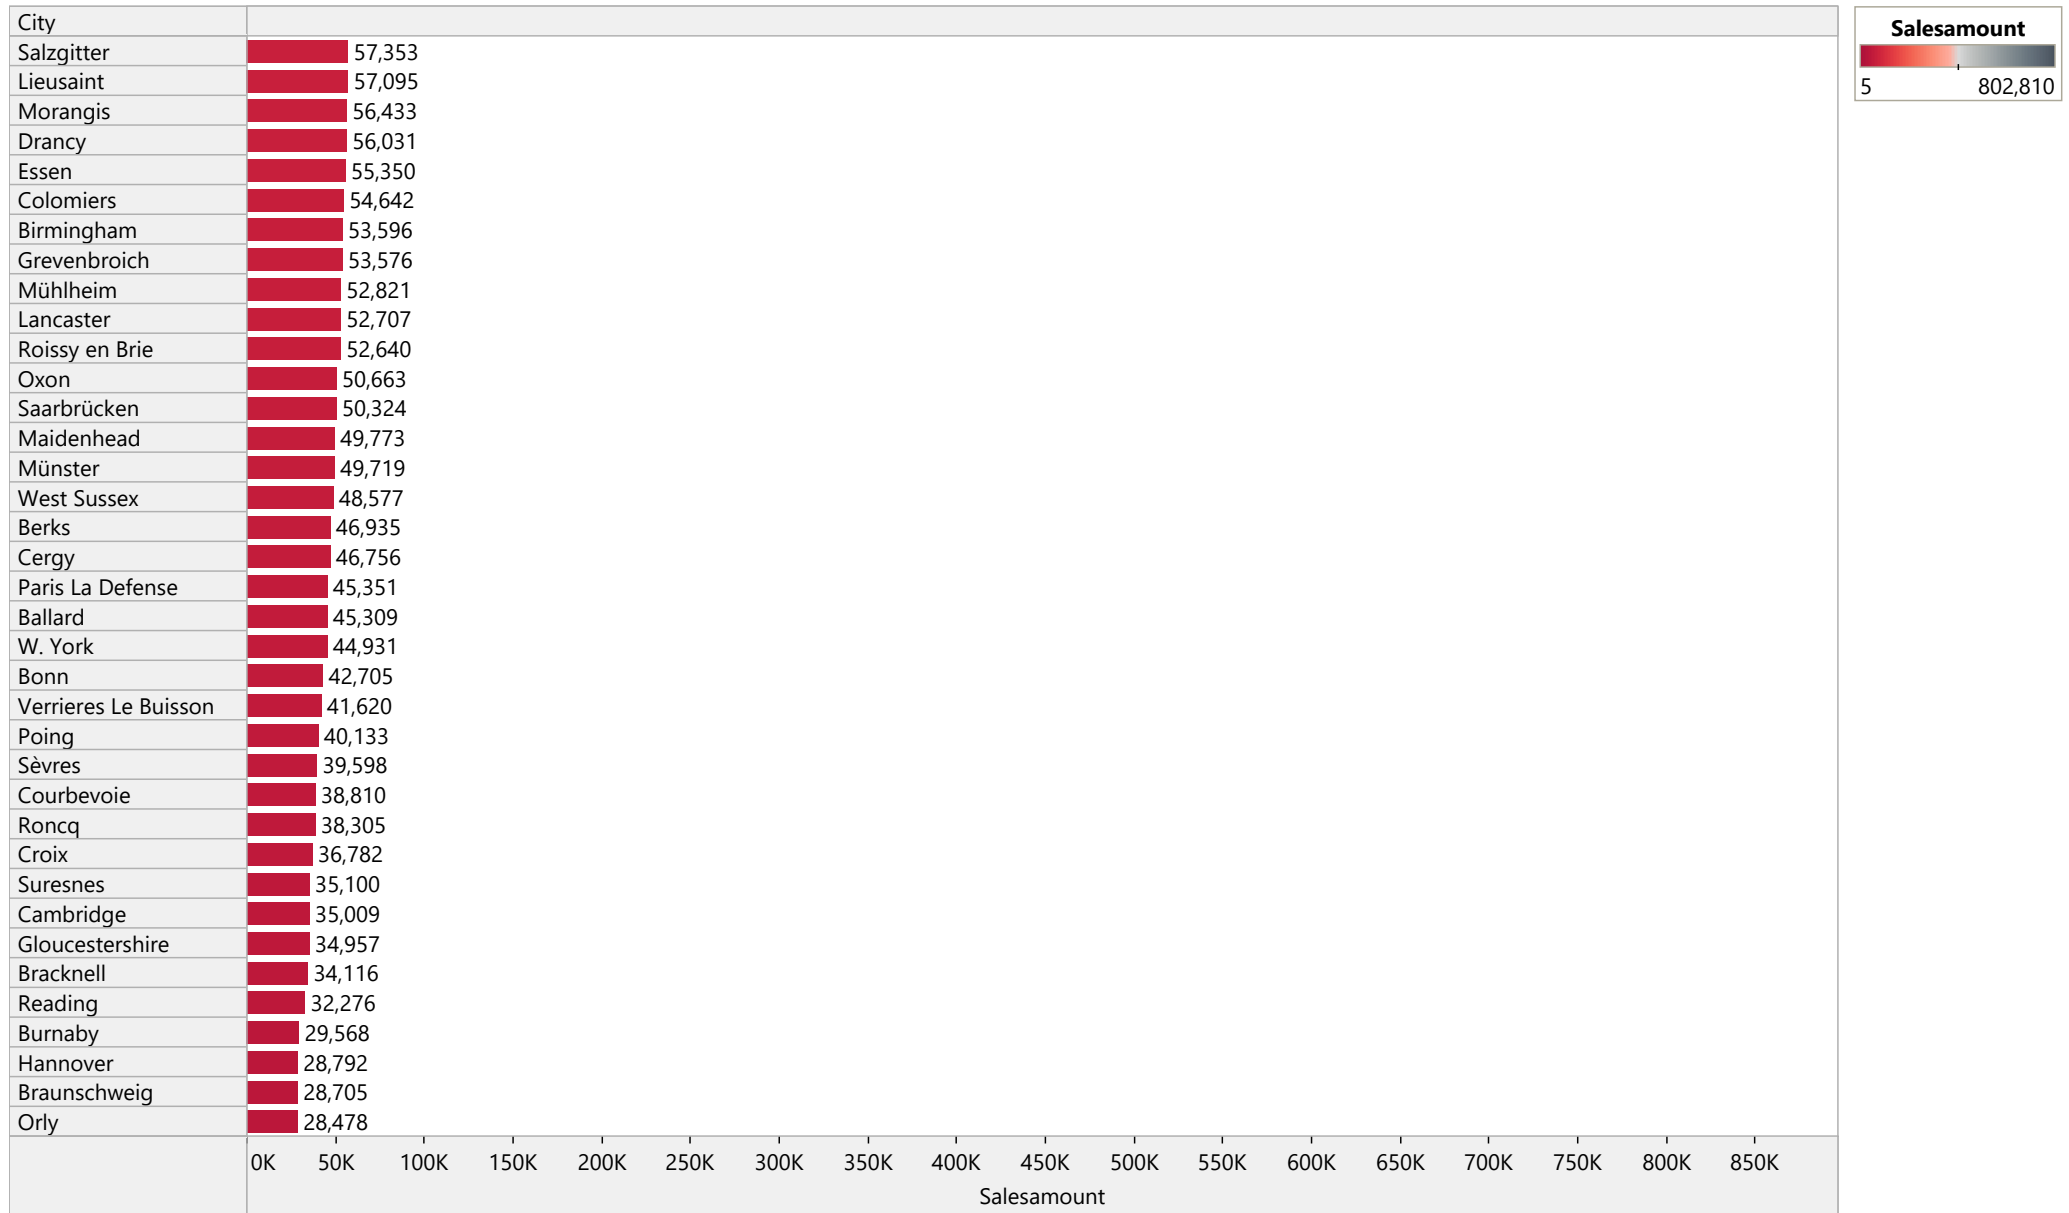 City
Salzgitter 57,353
Lieusaint 57,095
Morangis 56,433
Drancy 56,031
Essen 55,350
Colomiers 54,642
Birmingham 53,596
Grevenbroich 53,576
Mühlheim 52,821
Lancaster 52,707
Roissy en Brie 52,640
Oxon 50,663
Saarbrücken 50,324
Maidenhead 49,773
Münster 49,719
West Sussex 48,577
Berks 46,935
Cergy 46,756
Paris La Defense 45,351
Ballard 45,309
W. York 44,931
Bonn 42,705
Verrieres Le Buisson 41,620
Poing 40,133
Sèvres 39,598
Courbevoie 38,810
Roncq 38,305
Croix 36,782
Suresnes 35,100
Cambridge 35,009
Gloucestershire 34,957
Bracknell 34,116
Reading 32,276
Burnaby 29,568
Hannover 28,792
Braunschweig 28,705
Orly 28,478
0K 50K 100K 150K 200K 250K 300K 350K 400K 450K 500K 550K 600K 650K 700K 750K 800K 850K
Salesamount
Salesamount
5 802,810